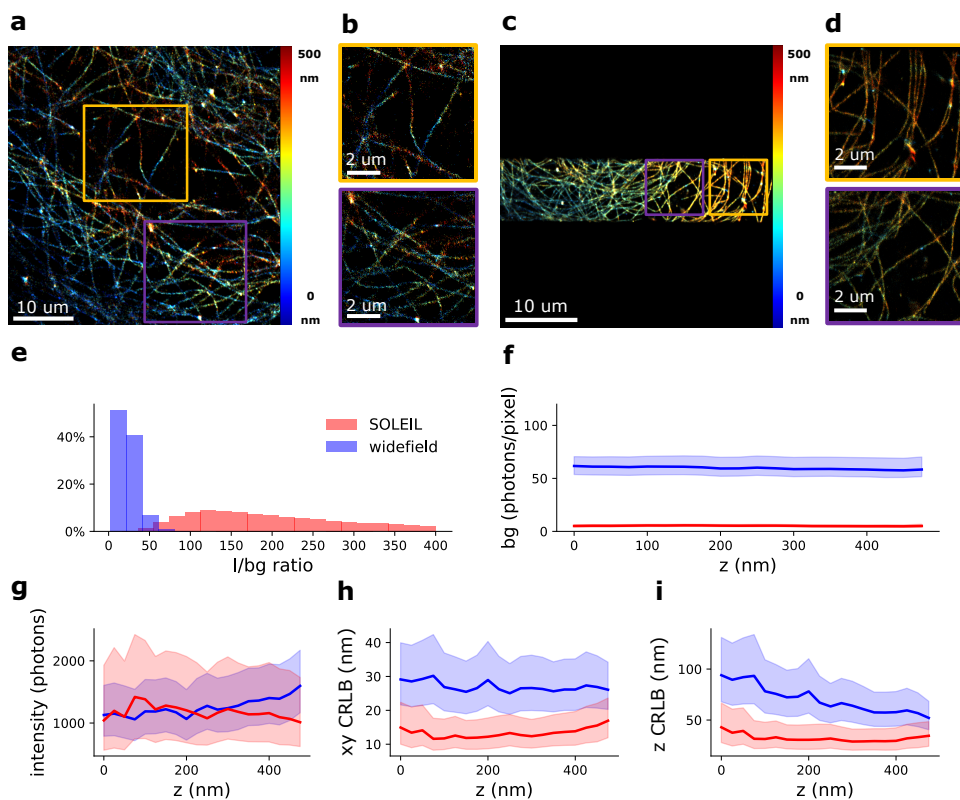 a
b
c
d
500
nm
0
nm
10 um
2 um
2 um
500
nm
0
nm
10 um
2 um
2 um
e
40%
20%
0%
0 50 100 150 200 250 300 350 400
I/bg ratio
SOLEIL
widefield
f
bg (photons/pixel)
100
50
0
0 100 200 300 400
z (nm)
g
intensity (photons)
2000
1000
0 200 400
z (nm)
h
xy CRLB (nm)
40
30
20
10
0 200 400
z (nm)
i
z CRLB (nm)
100
50
0 200 400
z (nm)